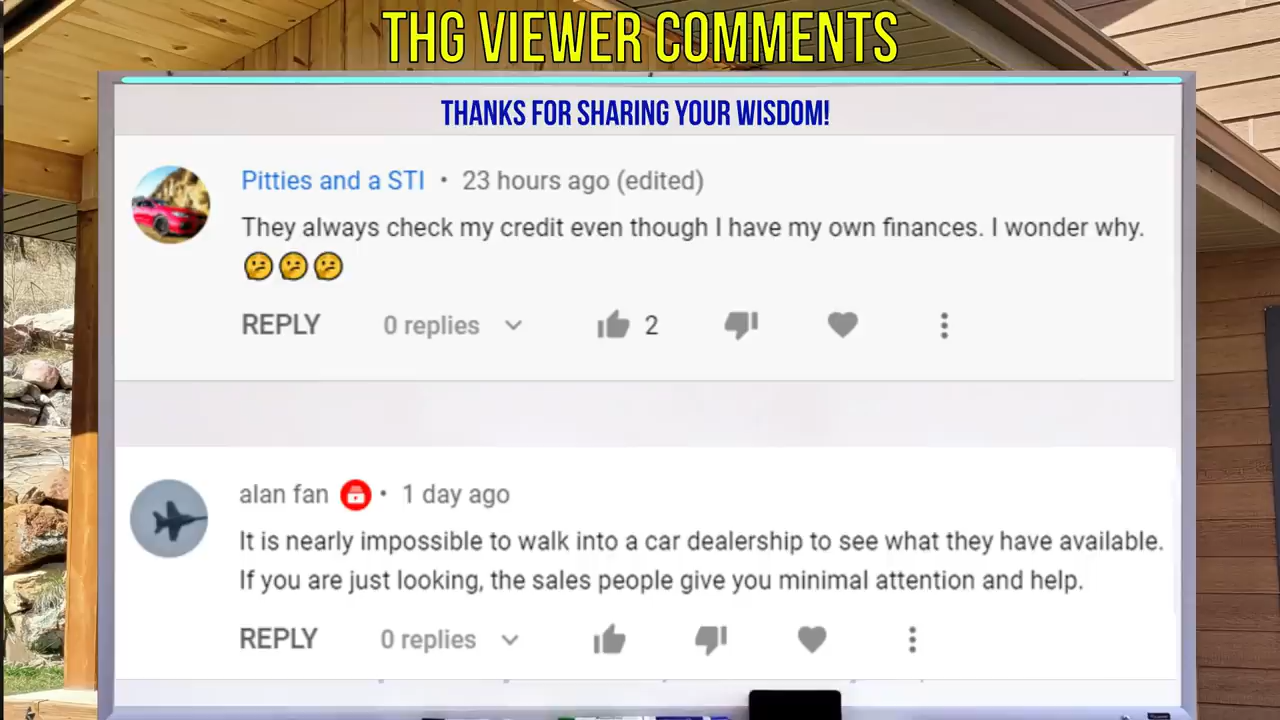 THG VIEWER COMMENTS
THANKS FOR SHARING YOUR WISDOM!
Pitties and a STI • 23 hours ago (edited)
They always check my credit even though I have my own finances. I wonder why.
🫤🫤🫤
REPLY 0 replies 2
alan fan • 1 day ago
It is nearly impossible to walk into a car dealership to see what they have available.
If you are just looking, the sales people give you minimal attention and help.
REPLY 0 replies